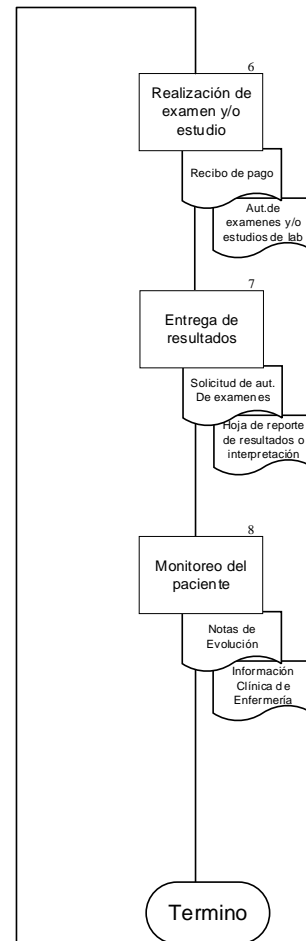 6
Realización de
examen y/o
estudio
Recibo de pago
Aut.de
examenes y/o
estudios de lab
7
Entrega de
resultados
Solicitud de aut.
De examenes
Hoja de reporte
de resultados o
interpretación
8
Monitoreo del
paciente
Notas de
Evolución
Información
Clínica de
Enfermería
Termino